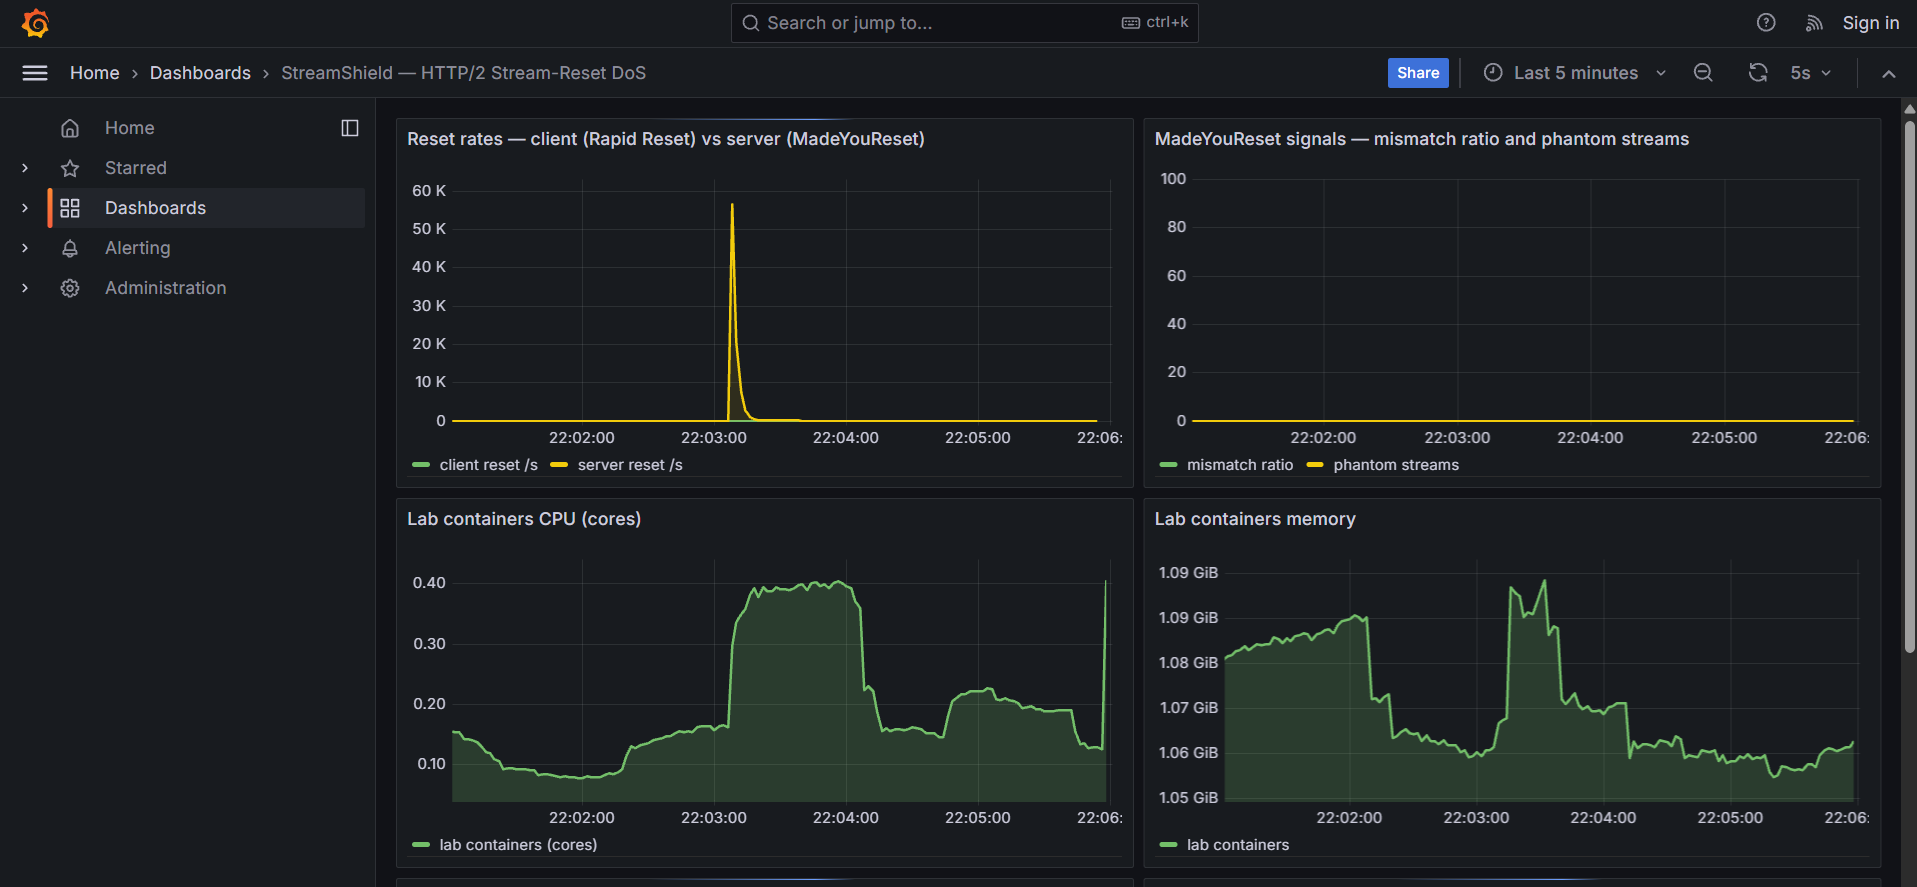 Search or jump to...
ctrl+k
Sign in
Home › Dashboards › StreamShield — HTTP/2 Stream-Reset DoS
Share
Last 5 minutes
5s
Home
Starred
Dashboards
Alerting
Administration
Reset rates — client (Rapid Reset) vs server (MadeYouReset)
60 K
50 K
40 K
30 K
20 K
10 K
0
22:02:00 22:03:00 22:04:00 22:05:00 22:06:
client reset /s server reset /s
MadeYouReset signals — mismatch ratio and phantom streams
100
80
60
40
20
0
22:02:00 22:03:00 22:04:00 22:05:00 22:06:
mismatch ratio phantom streams
Lab containers CPU (cores)
0.40
0.30
0.20
0.10
22:02:00 22:03:00 22:04:00 22:05:00 22:06:
lab containers (cores)
Lab containers memory
1.09 GiB
1.09 GiB
1.08 GiB
1.07 GiB
1.06 GiB
1.05 GiB
22:02:00 22:03:00 22:04:00 22:05:00 22:06:
lab containers